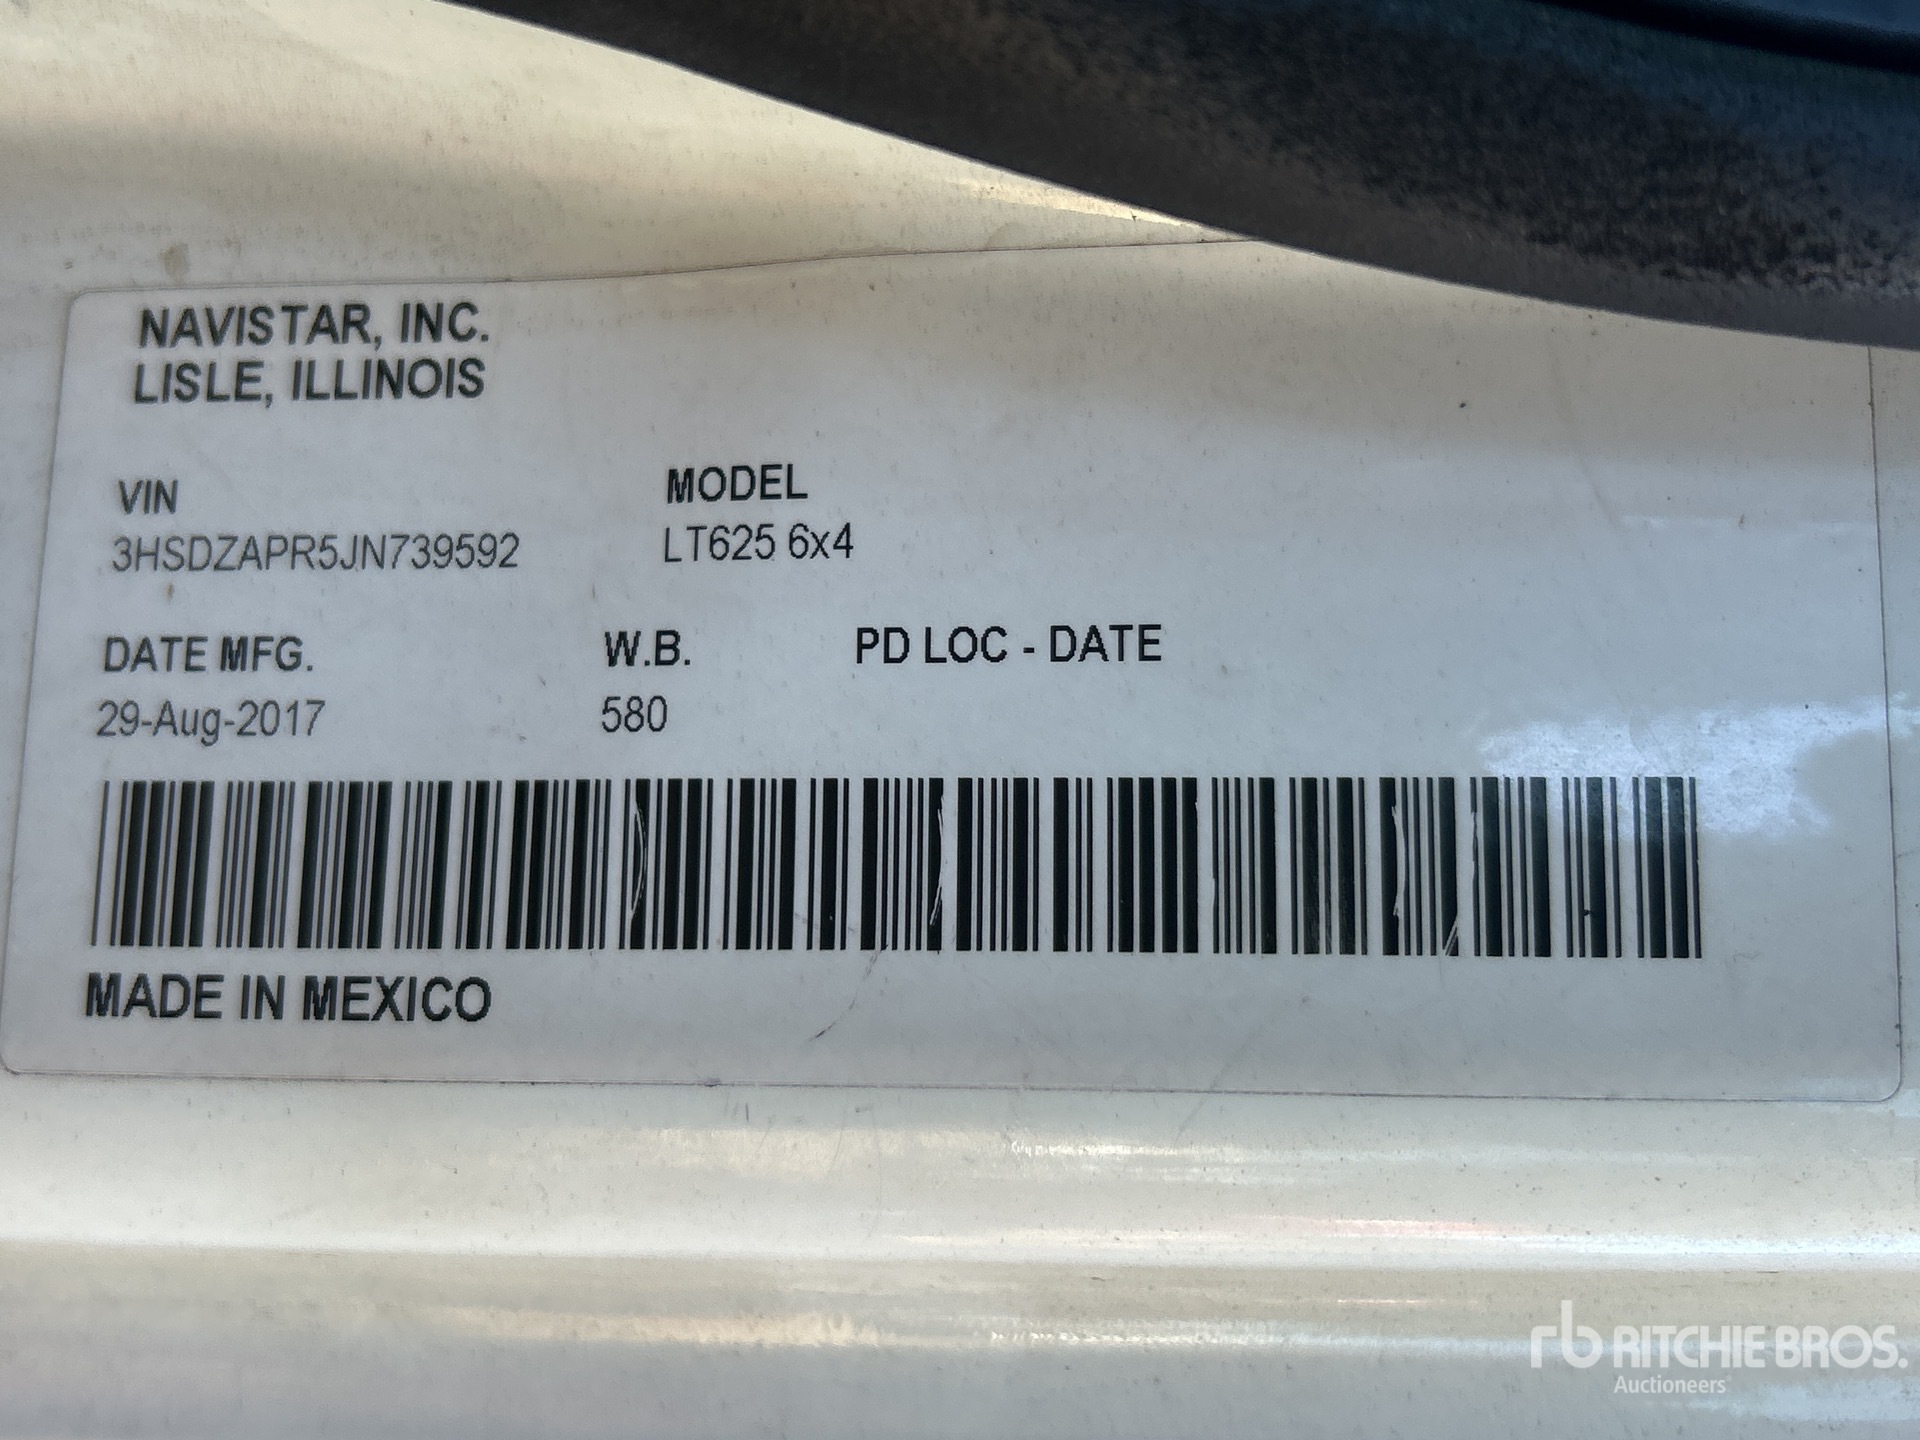 NAVISTAR, INC.
LISLE, ILLINOIS
VIN
3HSDZAPR5JN739592
MODEL
LT625 6x4
DATE MFG.
29-Aug-2017
W.B.
580
PD LOC - DATE
MADE IN MEXICO
rb RITCHIE BROS.
Auctioneers